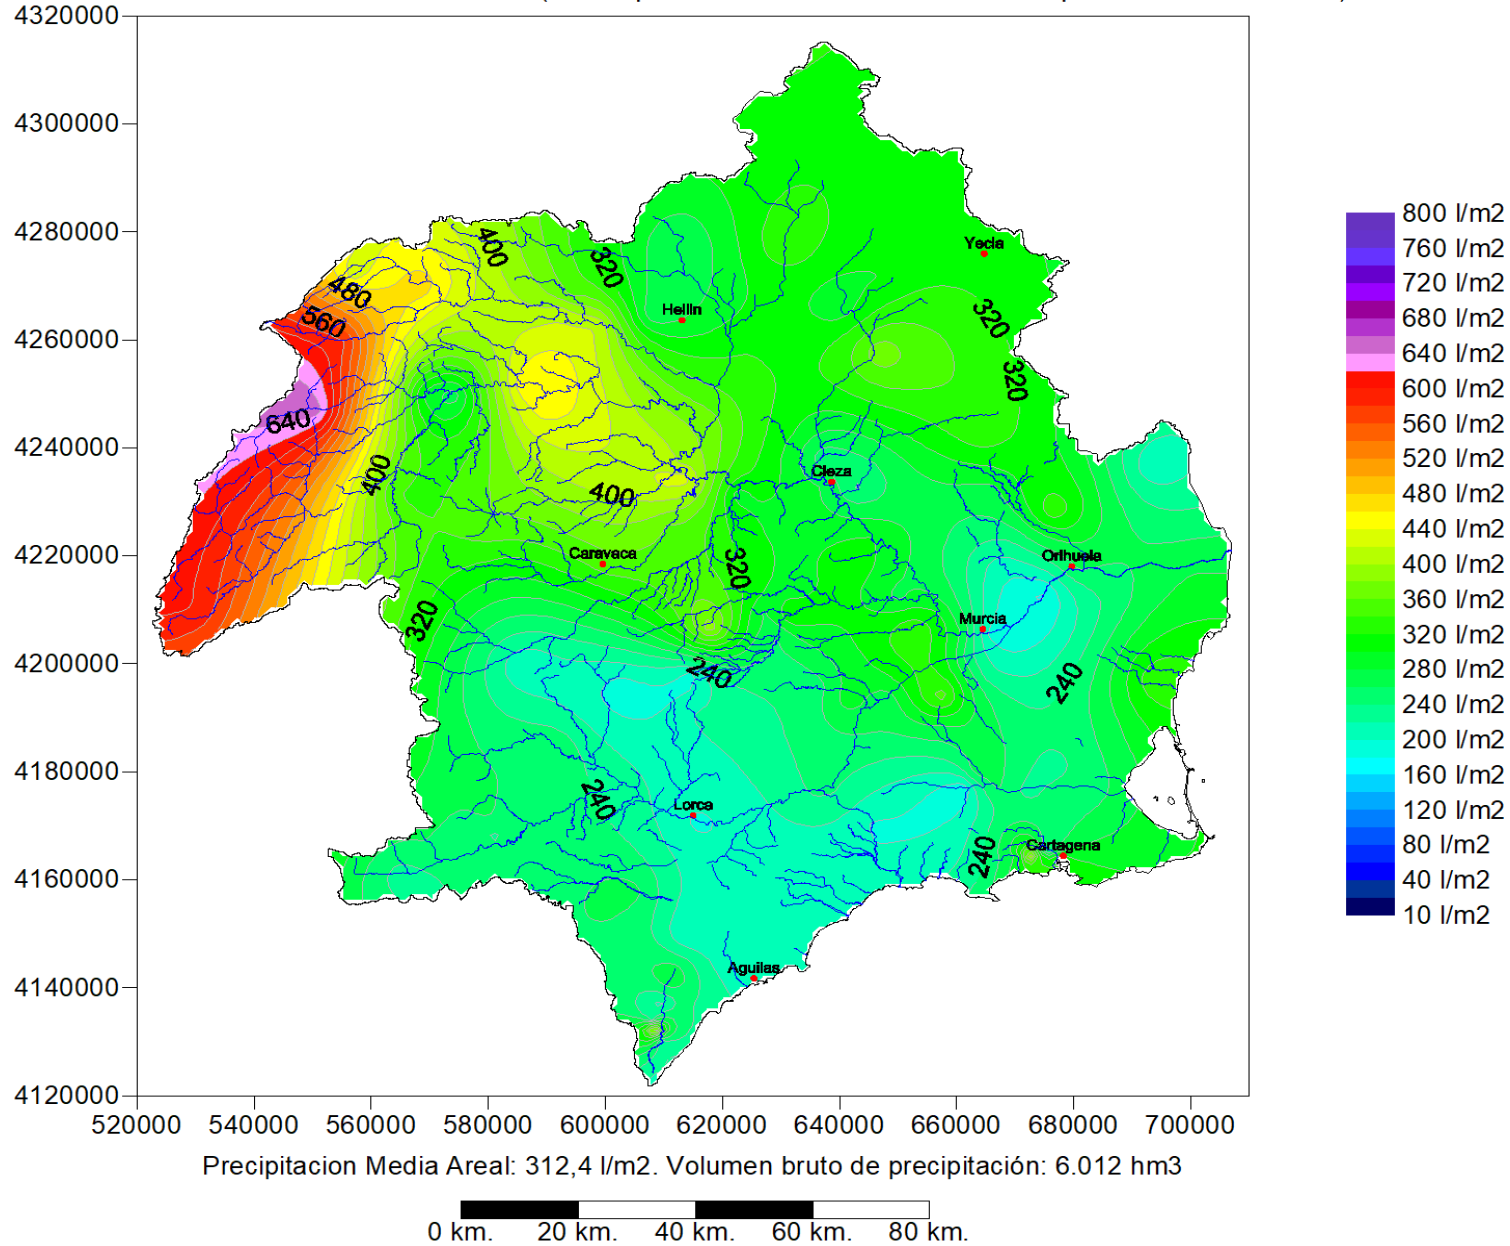 4320000
4300000
4280000
4260000
4240000
4220000
4200000
4180000
4160000
4140000
4120000
520000 540000 560000 580000 600000 620000 640000 660000 680000 700000
400
320
480
560
640
400
400
320
320
320
320
240
240
240
240
Yecla
Hellin
Cieza
Caravaca
Orihuela
Murcia
Lorca
Cartagena
Aguilas
800 l/m2
760 l/m2
720 l/m2
680 l/m2
640 l/m2
600 l/m2
560 l/m2
520 l/m2
480 l/m2
440 l/m2
400 l/m2
360 l/m2
320 l/m2
280 l/m2
240 l/m2
200 l/m2
160 l/m2
120 l/m2
80 l/m2
40 l/m2
10 l/m2
Precipitacion Media Areal: 312,4 l/m2. Volumen bruto de precipitación: 6.012 hm3
0 km. 20 km. 40 km. 60 km. 80 km.